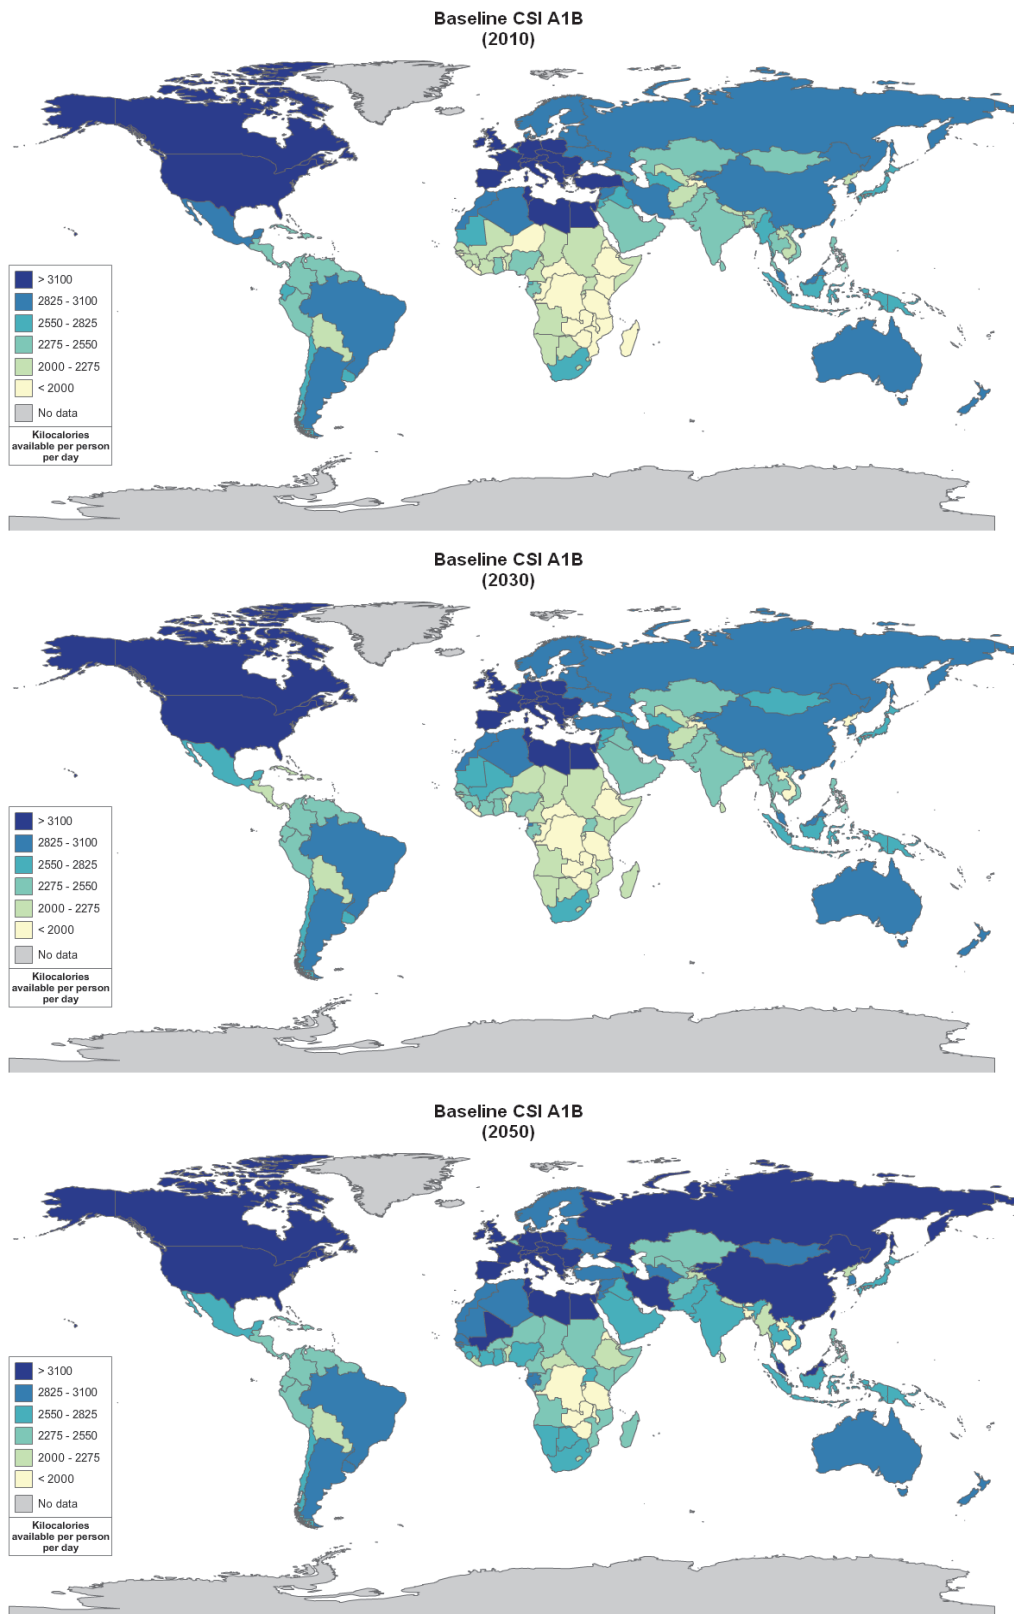 Baseline CSI A1B
(2010)
> 3100
2825 - 3100
2550 - 2825
2275 - 2550
2000 - 2275
< 2000
No data
Kilocalories
available per person
per day
Baseline CSI A1B
(2030)
> 3100
2825 - 3100
2550 - 2825
2275 - 2550
2000 - 2275
< 2000
No data
Kilocalories
available per person
per day
Baseline CSI A1B
(2050)
> 3100
2825 - 3100
2550 - 2825
2275 - 2550
2000 - 2275
< 2000
No data
Kilocalories
available per person
per day